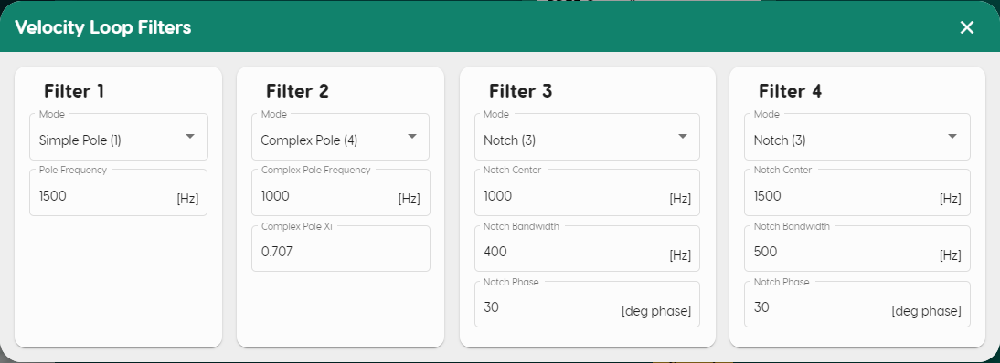 Velocity Loop Filters
Filter 1
Mode
Simple Pole (1)
Pole Frequency
1500 [Hz]
Filter 2
Mode
Complex Pole (4)
Complex Pole Frequency
1000 [Hz]
Complex Pole Xi
0.707
Filter 3
Mode
Notch (3)
Notch Center
1000 [Hz]
Notch Bandwidth
400 [Hz]
Notch Phase
30 [deg phase]
Filter 4
Mode
Notch (3)
Notch Center
1500 [Hz]
Notch Bandwidth
500 [Hz]
Notch Phase
30 [deg phase]